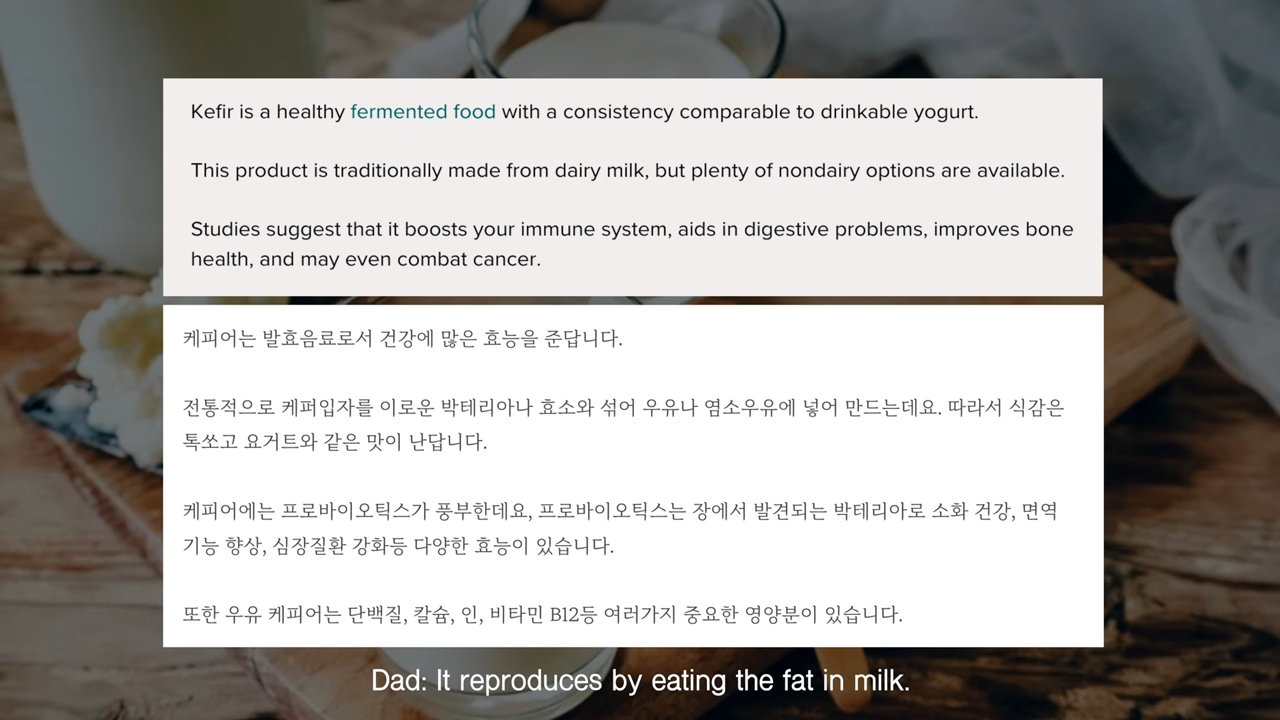 Kefir is a healthy fermented food with a consistency comparable to drinkable yogurt.
This product is traditionally made from dairy milk, but plenty of nondairy options are available.
Studies suggest that it boosts your immune system, aids in digestive problems, improves bone
health, and may even combat cancer.
케피어는 발효음료로서 건강에 많은 효능을 준답니다.
전통적으로 케퍼입자를 이로운 박테리아나 효소와 섞어 우유나 염소우유에 넣어 만드는데요. 따라서 식감은
톡쏘고 요거트와 같은 맛이 난답니다.
케피어에는 프로바이오틱스가 풍부한데요, 프로바이오틱스는 장에서 발견되는 박테리아로 소화 건강, 면역
기능 향상, 심장질환 강화등 다양한 효능이 있습니다.
또한 우유 케피어는 단백질, 칼슘, 인, 비타민 B12등 여러가지 중요한 영양분이 있습니다.
Dad: It reproduces by eating the fat in milk.